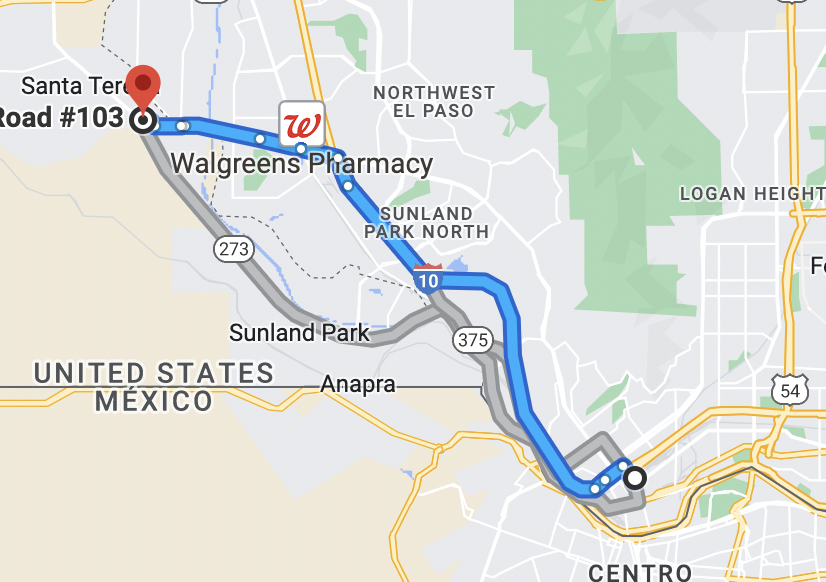 Santa Tere
Road #103
NORTHWEST
EL PASO
W
Walgreens Pharmacy
LOGAN HEIGHT
SUNLAND
PARK NORTH
273
10
Sunland Park
375
UNITED STATES
MÉXICO
Anapra
54
CENTRO